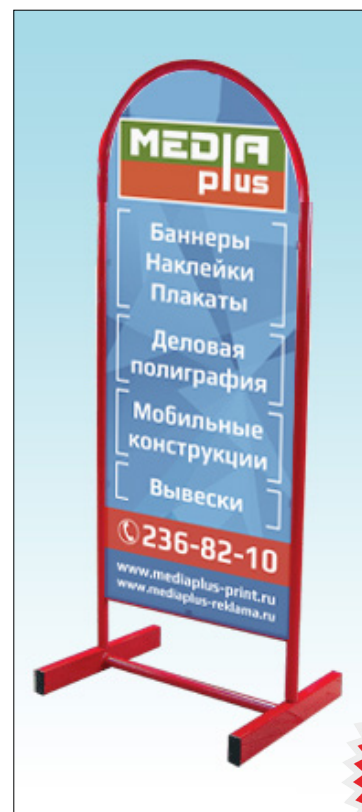 MEDIA
plus
Баннеры
Наклейки
Плакаты
Деловая
полиграфия
Мобильные
конструкции
Вывески
236-82-10
www.mediaplus-print.ru
www.mediaplus-reklama.ru